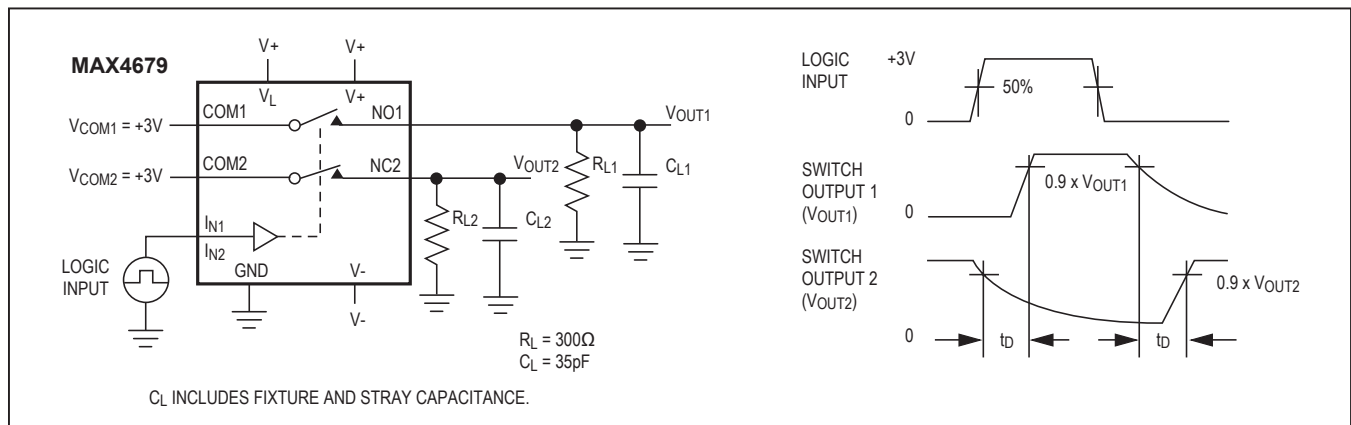 MAX4679
V+
V+
VL
V+
VCOM1 = +3V
COM1
NO1
VOUT1
VCOM2 = +3V
COM2
NC2
VOUT2
RL1
CL1
RL2
CL2
IN1
IN2
LOGIC
INPUT
GND
V-
V-
RL = 300Ω
CL = 35pF
CL INCLUDES FIXTURE AND STRAY CAPACITANCE.
LOGIC
INPUT
+3V
50%
0
SWITCH
OUTPUT 1
(VOUT1)
0.9 x VOUT1
0
SWITCH
OUTPUT 2
(VOUT2)
0.9 x VOUT2
0
tD
tD